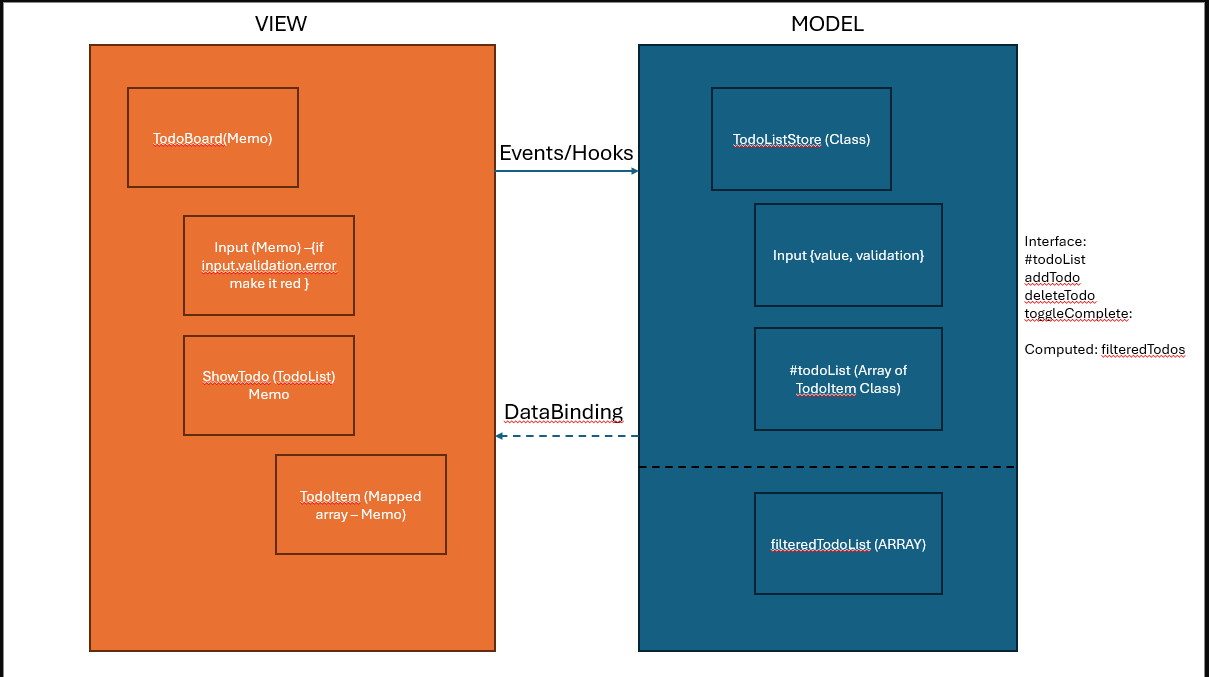 VIEW
MODEL
TodoBoard(Memo)
Input (Memo) –{if
input.validation.error
make it red }
ShowTodo (TodoList)
Memo
TodoItem (Mapped
array – Memo)
Events/Hooks
DataBinding
TodoListStore (Class)
Input {value, validation}
#todoList (Array of
TodoItem Class)
filteredTodoList (ARRAY)
Interface:
#todoList
addTodo
deleteTodo
toggleComplete:
Computed: filteredTodos